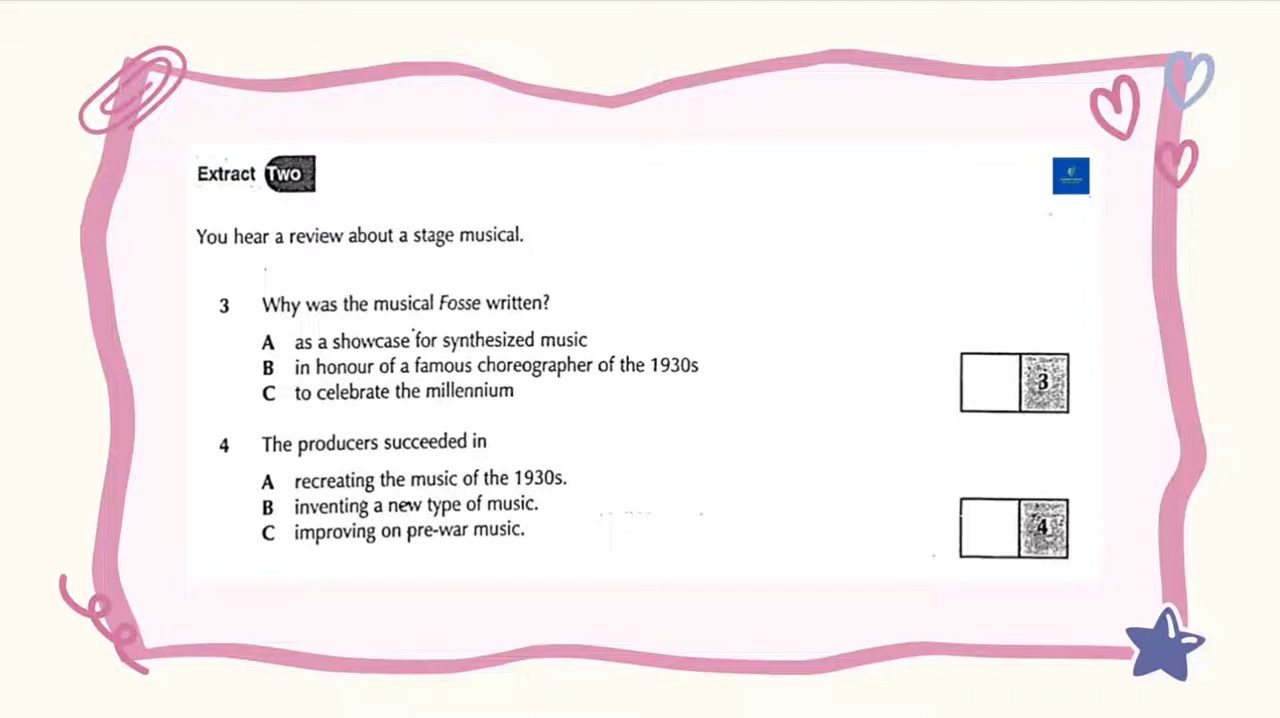 Extract Two
You hear a review about a stage musical.
3 Why was the musical Fosse written?
A as a showcase for synthesized music
B in honour of a famous choreographer of the 1930s
C to celebrate the millennium
3
4 The producers succeeded in
A recreating the music of the 1930s.
B inventing a new type of music.
C improving on pre-war music.
4